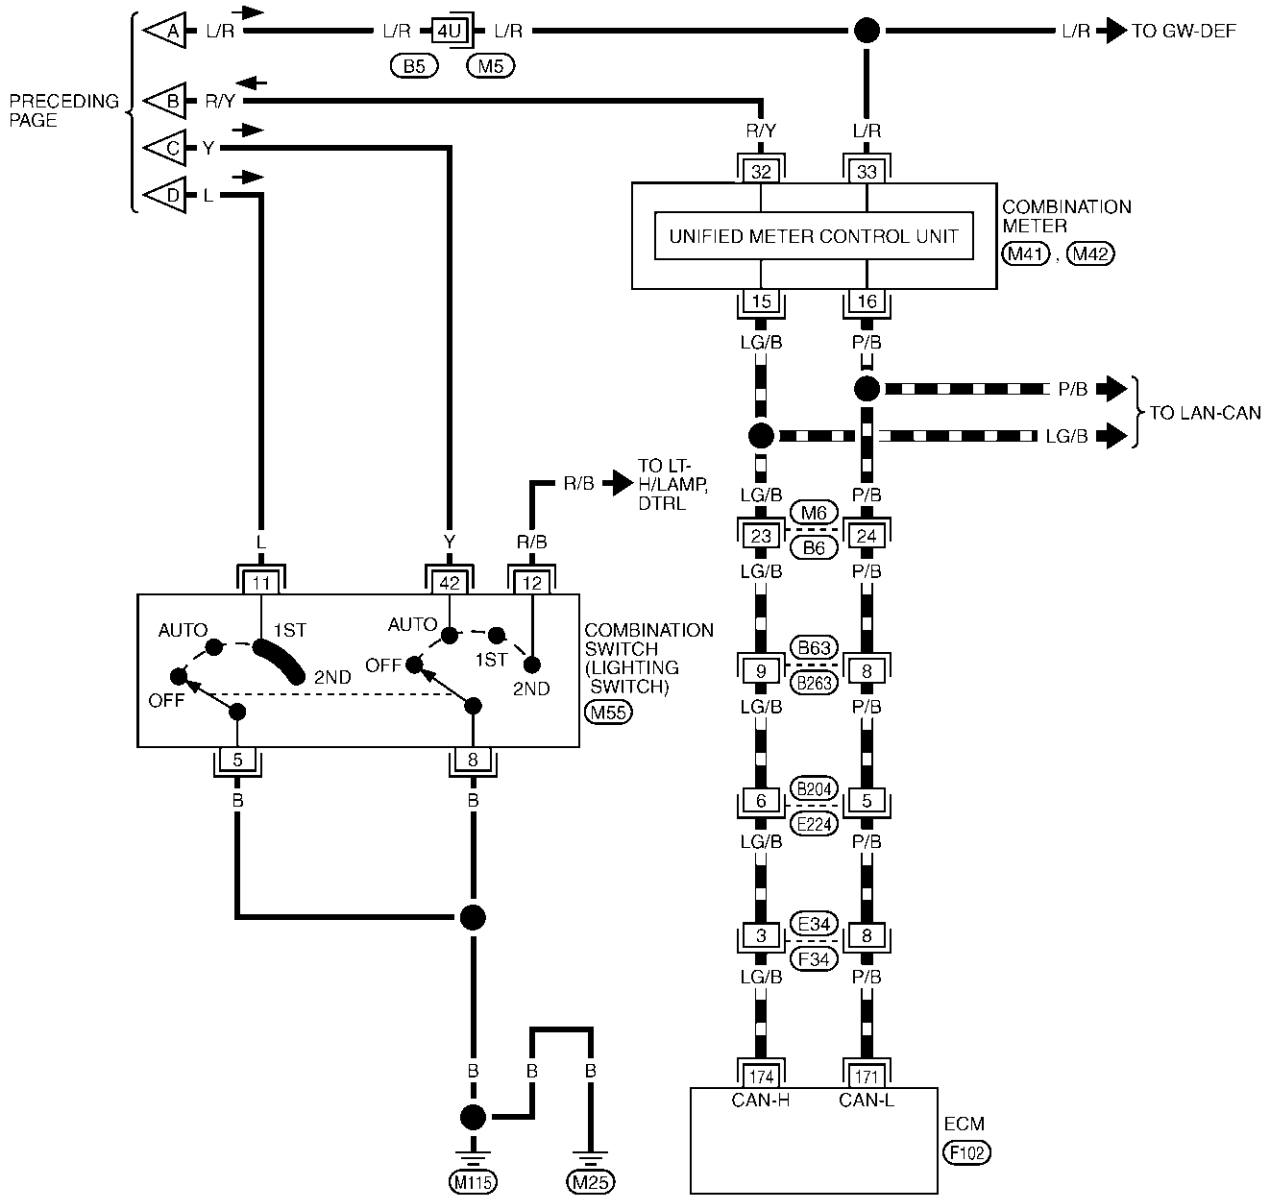 A L/R L/R 4U L/R L/R TO GW-DEF
B5 M5
PRECEDING
PAGE
B R/Y
R/Y L/R
C Y
D L
32 33
UNIFIED METER CONTROL UNIT
COMBINATION
METER
M41 , M42
15 16
LG/B P/B
P/B
LG/B
TO LAN-CAN
R/B
TO LT-
H/LAMP,
DTRL
LG/B P/B
M6
23 24
B6
LG/B P/B
L Y R/B
11 42 12
AUTO 1ST
OFF 2ND
AUTO
OFF 1ST
2ND
COMBINATION
SWITCH
(LIGHTING
SWITCH)
M55
B63
9 8
B263
LG/B P/B
5 8
B B
B204
6 5
E224
LG/B P/B
E34
3 8
F34
LG/B P/B
B B B
174 171
CAN-H CAN-L
ECM
F102
M115 M25